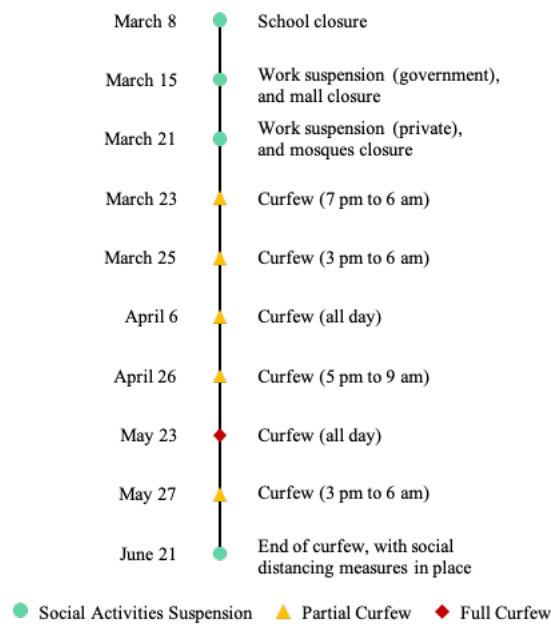 March 8 School closure
March 15 Work suspension (government),
and mall closure
March 21 Work suspension (private),
and mosques closure
March 23 Curfew (7 pm to 6 am)
March 25 Curfew (3 pm to 6 am)
April 6 Curfew (all day)
April 26 Curfew (5 pm to 9 am)
May 23 Curfew (all day)
May 27 Curfew (3 pm to 6 am)
June 21 End of curfew, with social
distancing measures in place
Social Activities Suspension Partial Curfew Full Curfew